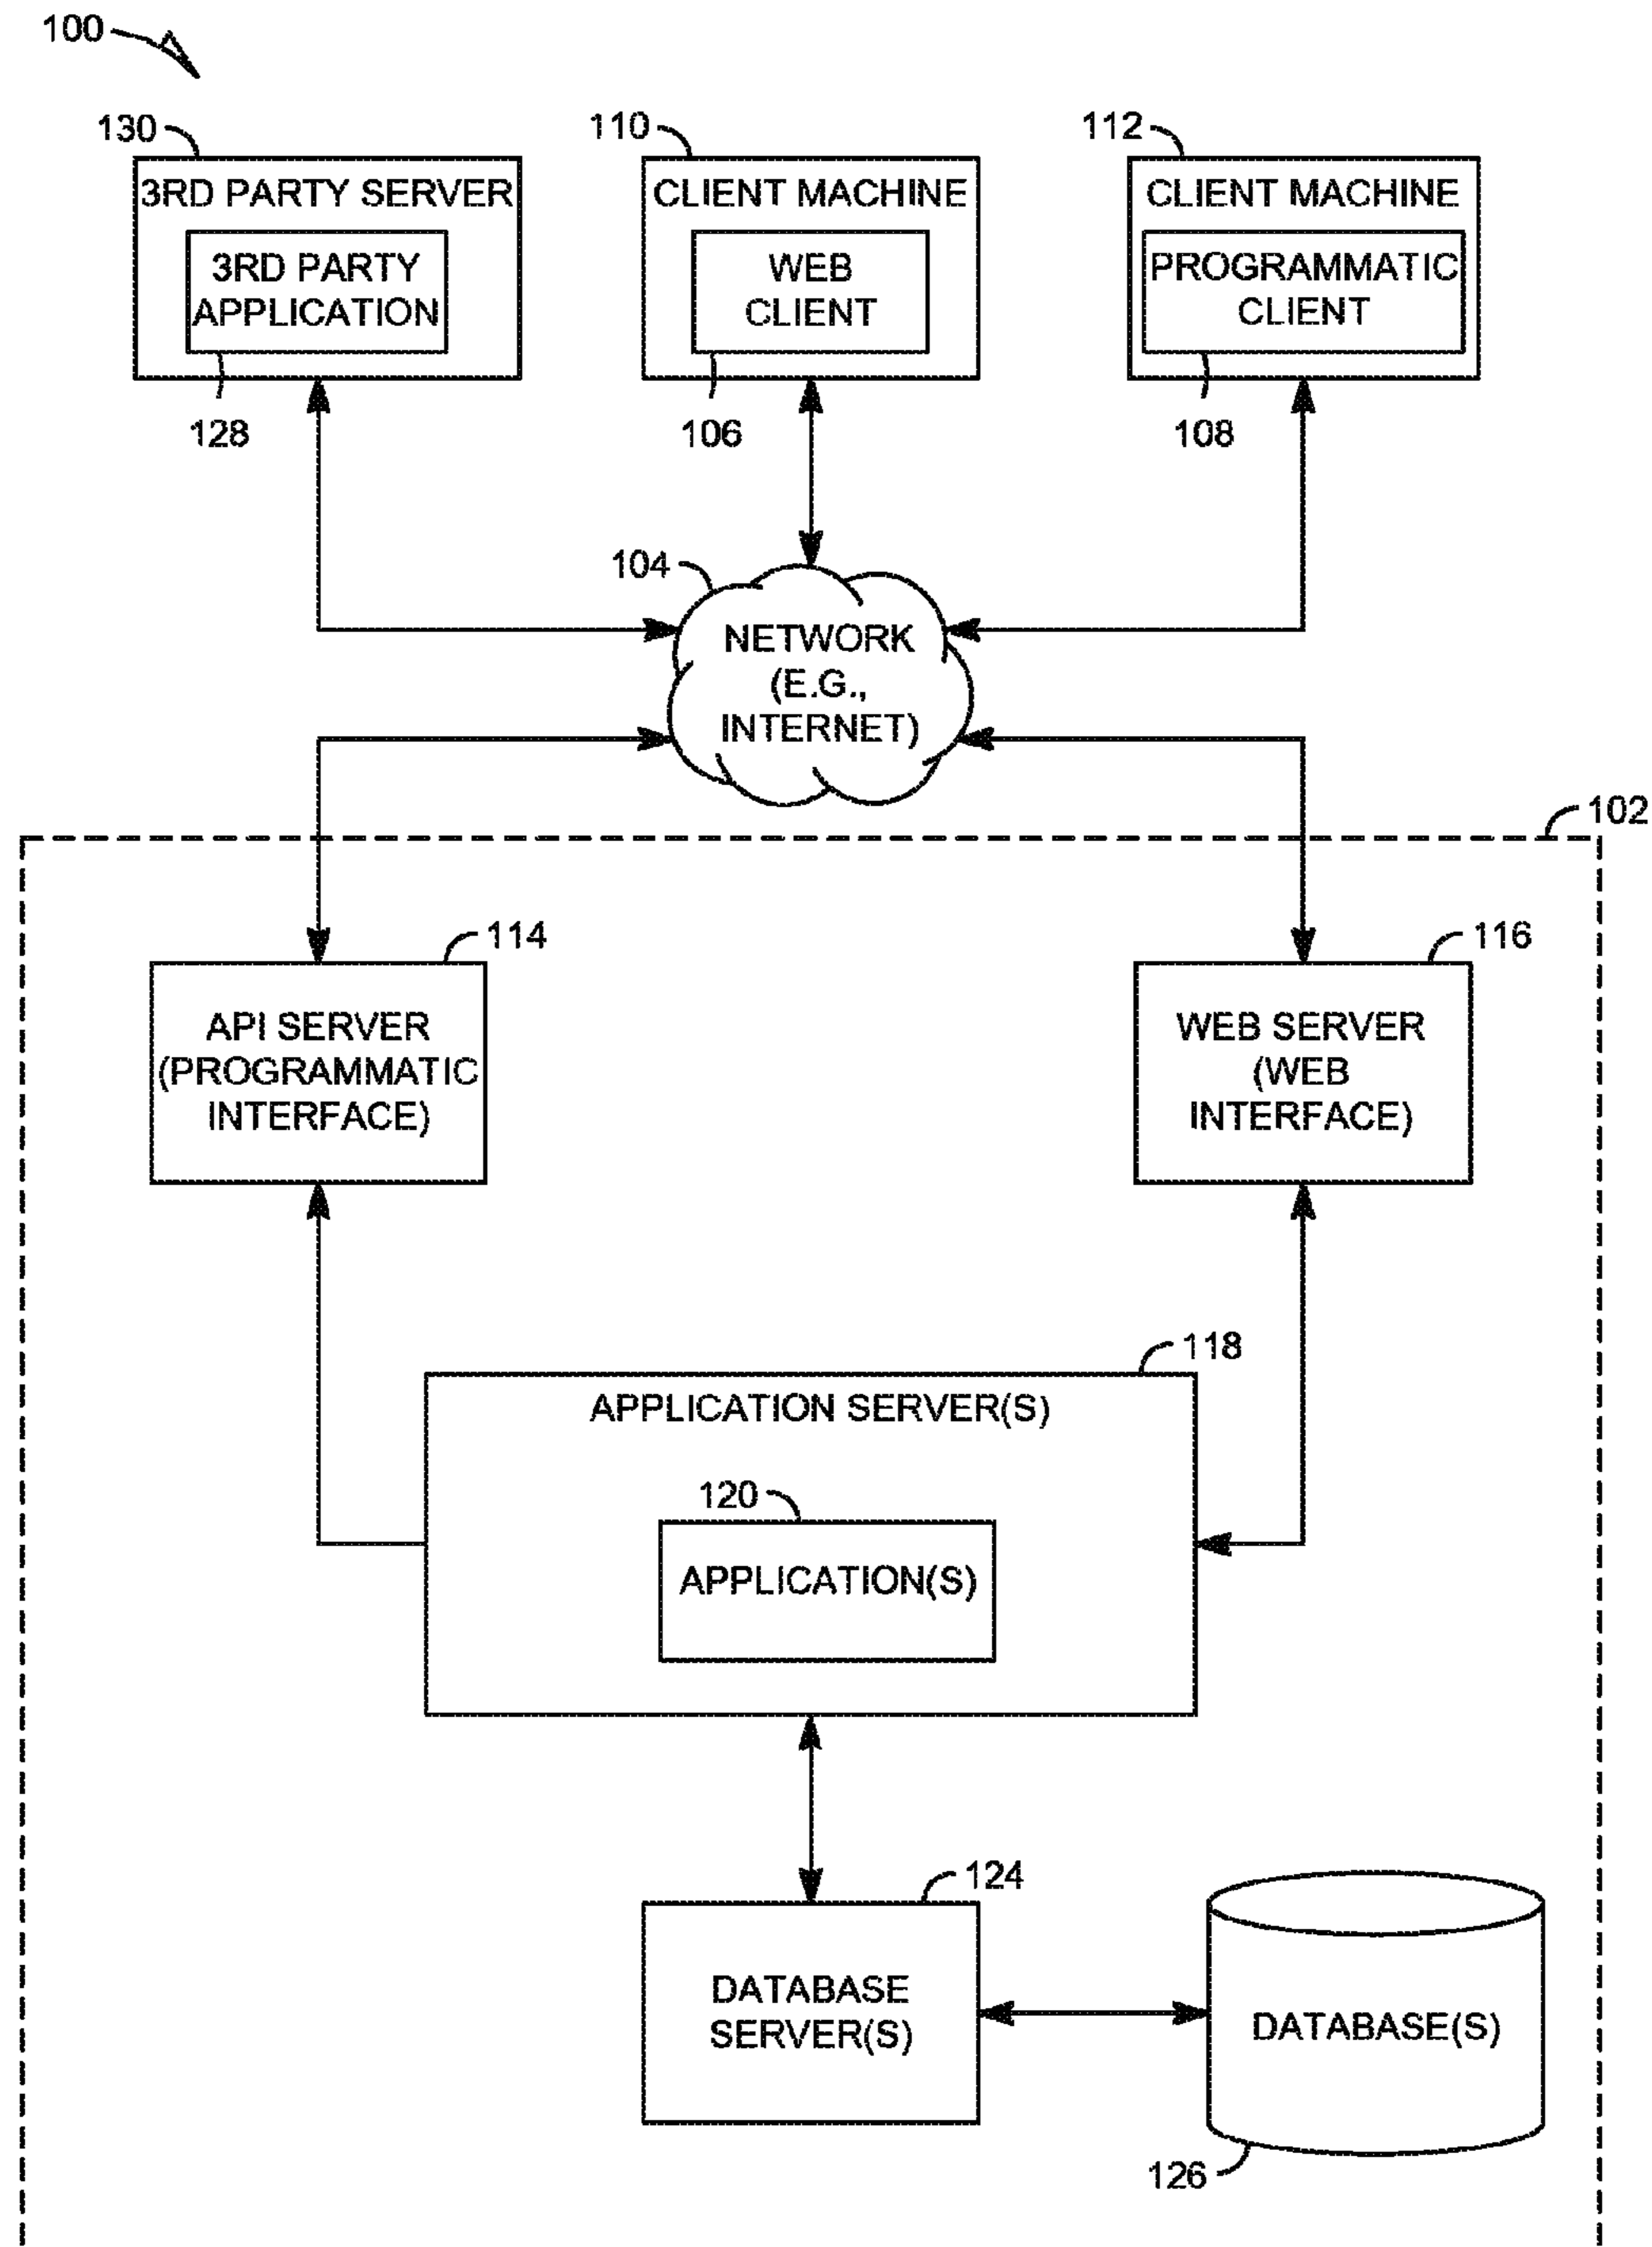 100
130
110
112
3RD PARTY SERVER
CLIENT MACHINE
CLIENT MACHINE
3RD PARTY
APPLICATION
WEB
CLIENT
PROGRAMMATIC
CLIENT
128
106
108
104
NETWORK
(E.G.,
INTERNET)
102
114
116
API SERVER
(PROGRAMMATIC
INTERFACE)
WEB SERVER
(WEB
INTERFACE)
118
APPLICATION SERVER(S)
120
APPLICATION(S)
124
DATABASE
SERVER(S)
DATABASE(S)
126